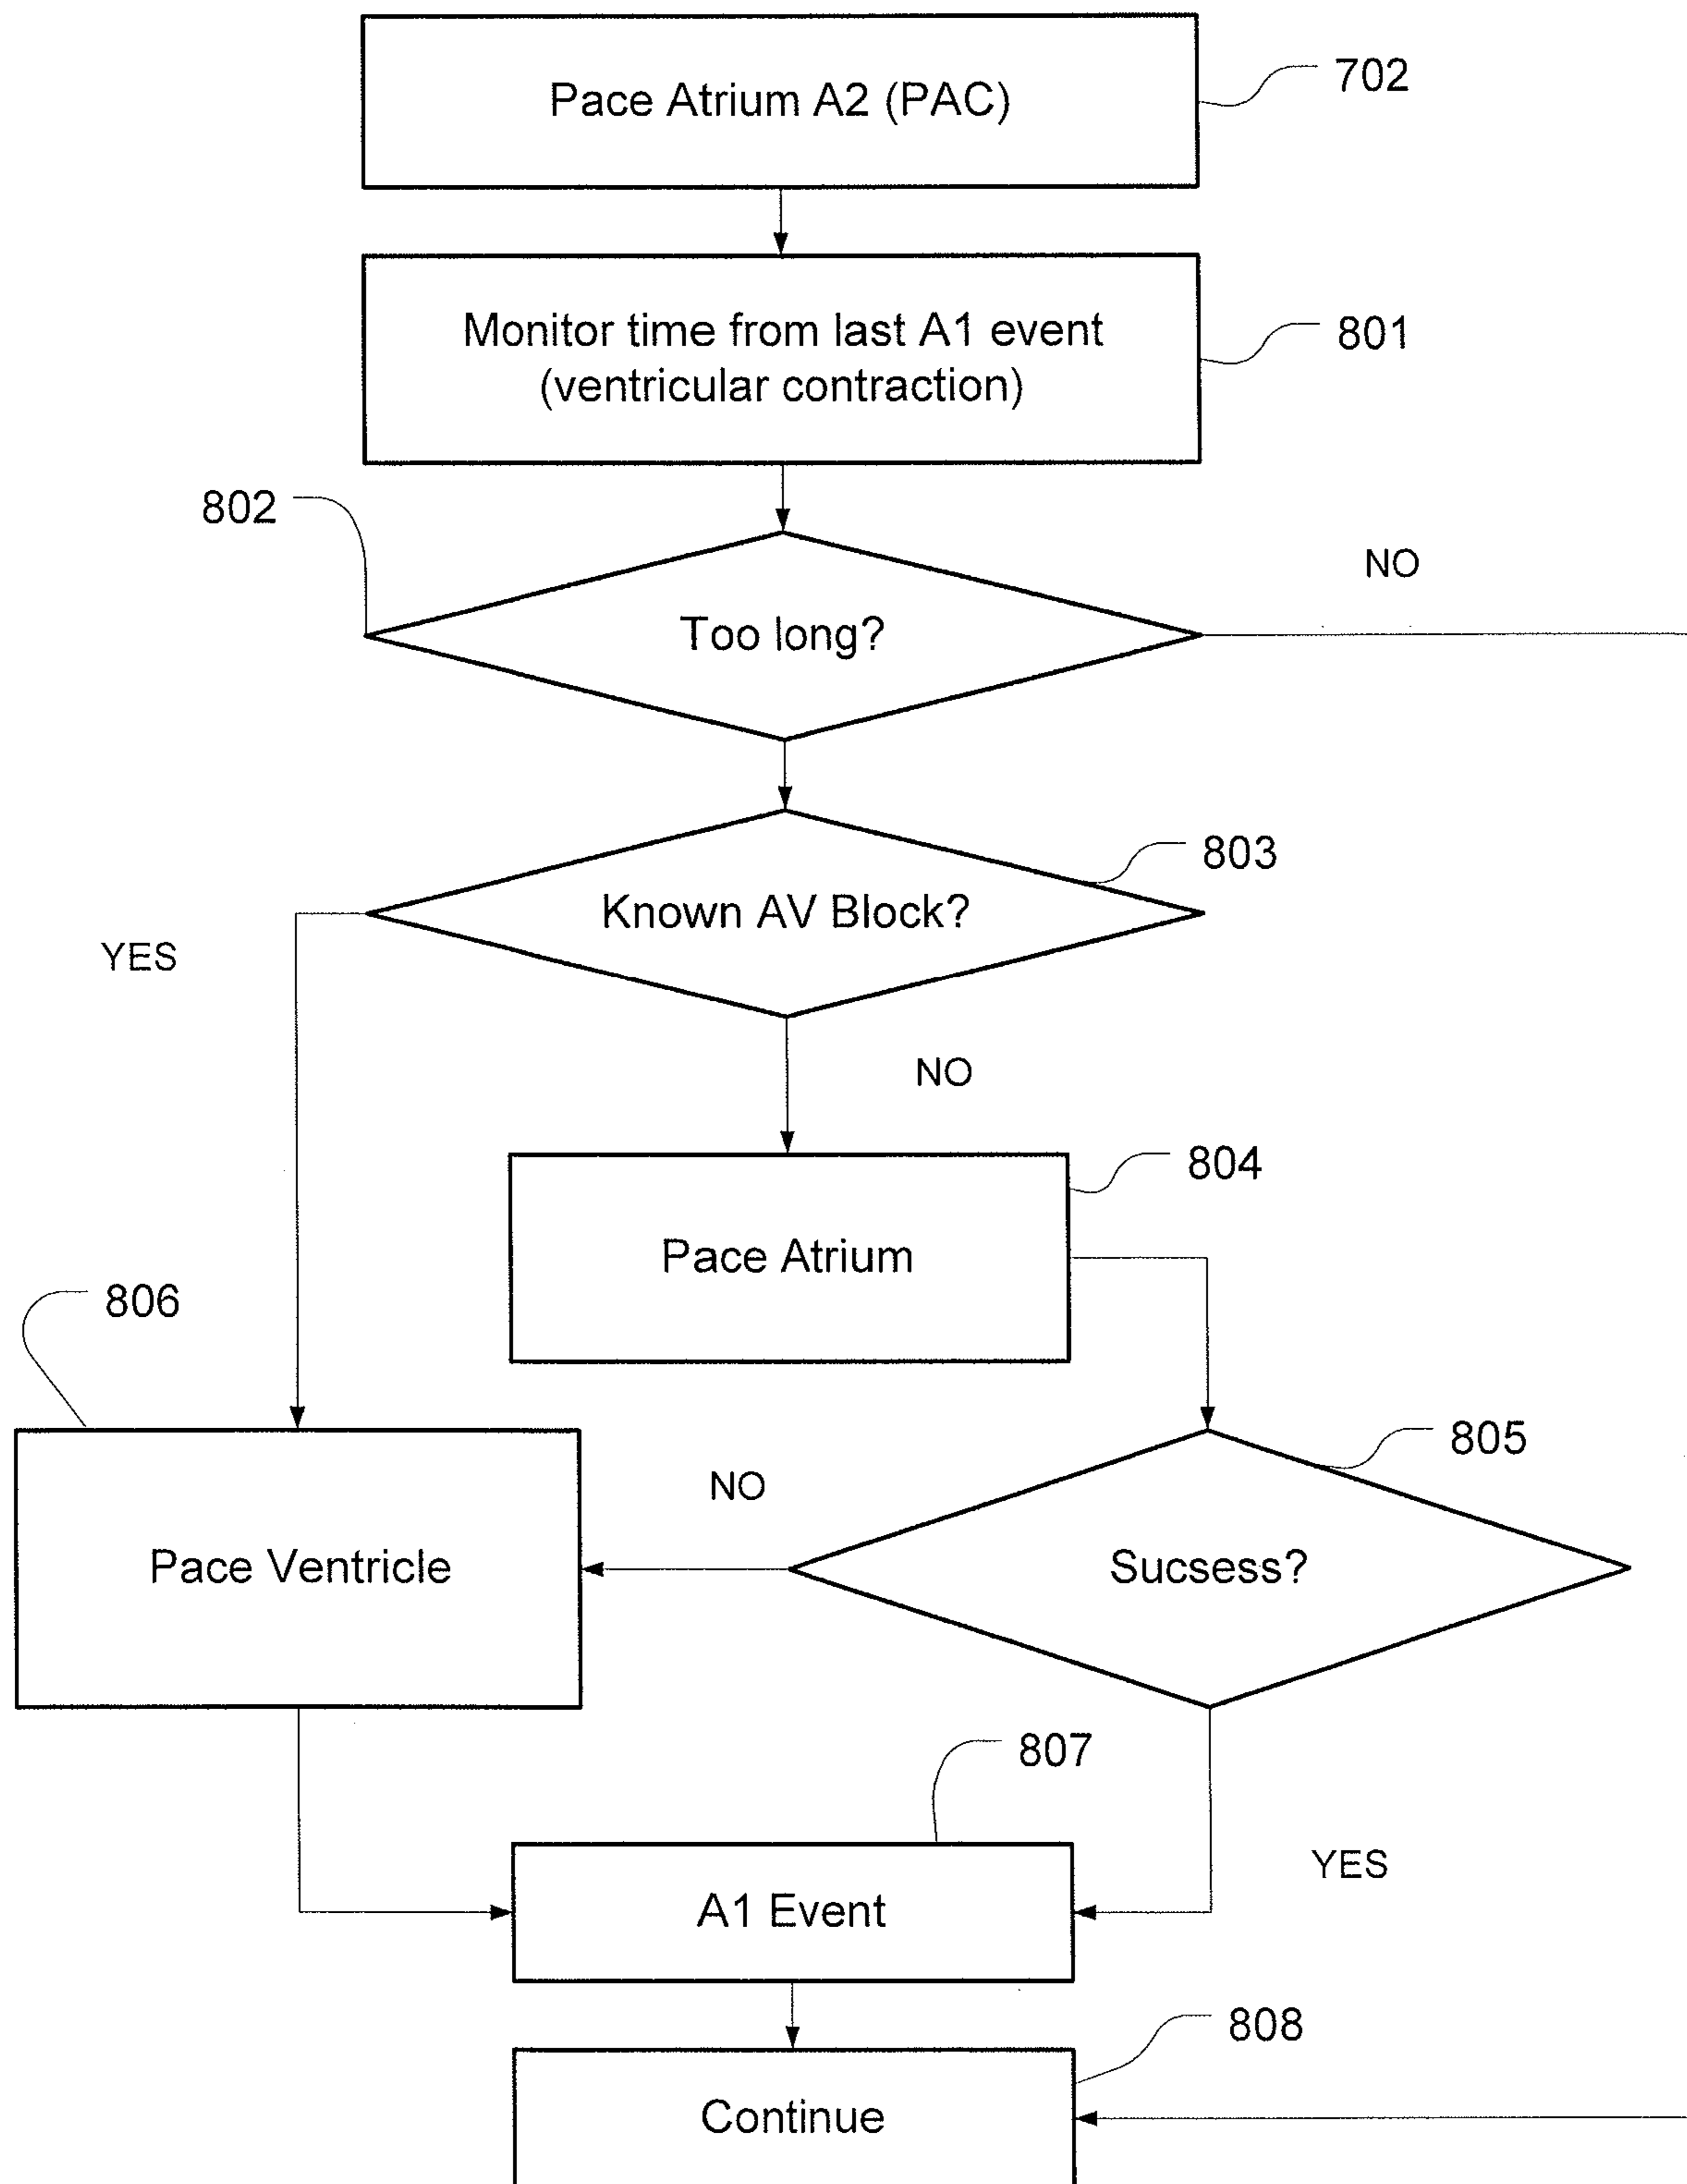 Pace Atrium A2 (PAC)
702
Monitor time from last A1 event
(ventricular contraction)
801
802
NO
Too long?
803
Known AV Block?
YES
NO
804
Pace Atrium
806
805
NO
Pace Ventricle
Sucsess?
807
YES
A1 Event
808
Continue